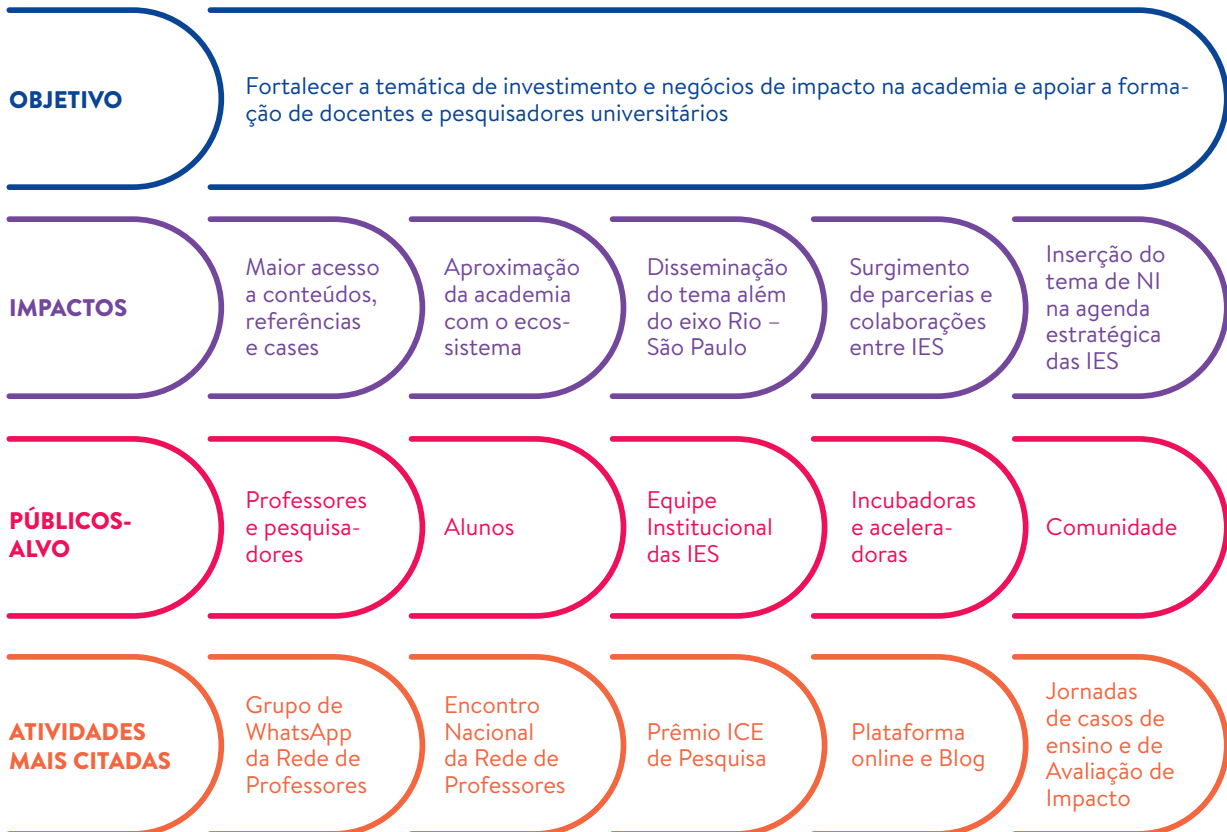 OBJETIVO
Fortalecer a temática de investimento e negócios de impacto na academia e apoiar a forma-
ção de docentes e pesquisadores universitários
IMPACTOS
Maior acesso
a conteúdos,
referências
e cases
Aproximação
da academia
com o ecos-
sistema
Disseminação
do tema além
do eixo Rio –
São Paulo
Surgimento
de parcerias e
colaborações
entre IES
Inserção do
tema de NI
na agenda
estratégica
das IES
PÚBLICOS-
ALVO
Professores
e pesquisa-
dores
Alunos
Equipe
Institucional
das IES
Incubadoras
e acelera-
doras
Comunidade
ATIVIDADES
MAIS CITADAS
Grupo de
WhatsApp
da Rede de
Professores
Encontro
Nacional
da Rede de
Professores
Prêmio ICE
de Pesquisa
Plataforma
online e Blog
Jornadas
de casos de
ensino e de
Avaliação de
Impacto